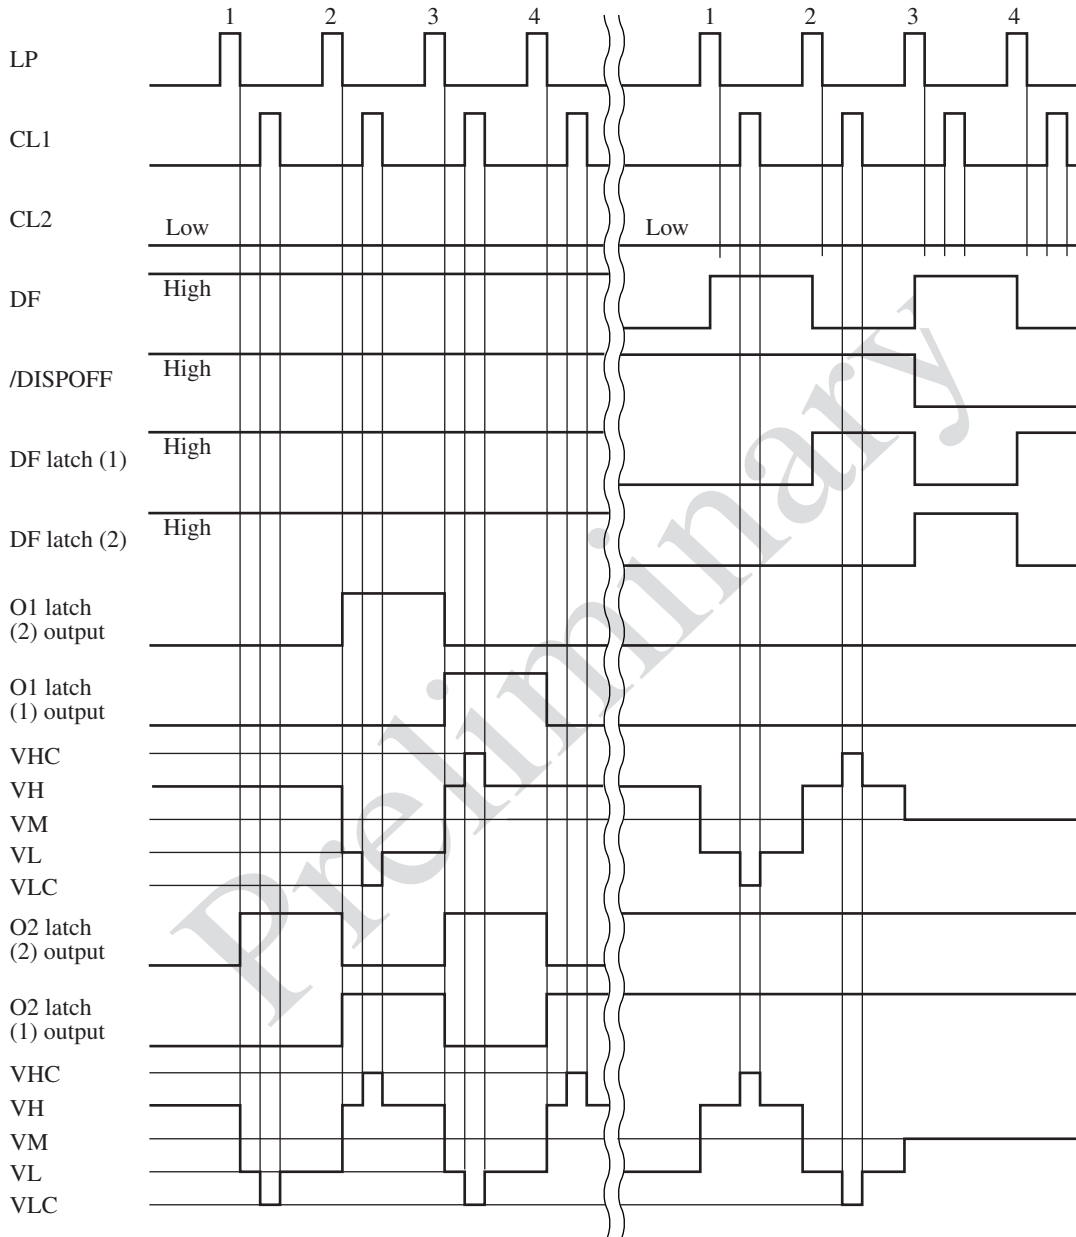 1 2 3 4 1 2 3 4
LP
CL1
CL2
Low Low
DF
High
/DISPOFF
High
DF latch (1)
High
DF latch (2)
High
O1 latch
(2) output
O1 latch
(1) output
VHC
VH
VM
VL
VLC
O2 latch
(2) output
O2 latch
(1) output
VHC
VH
VM
VL
VLC
Preliminary